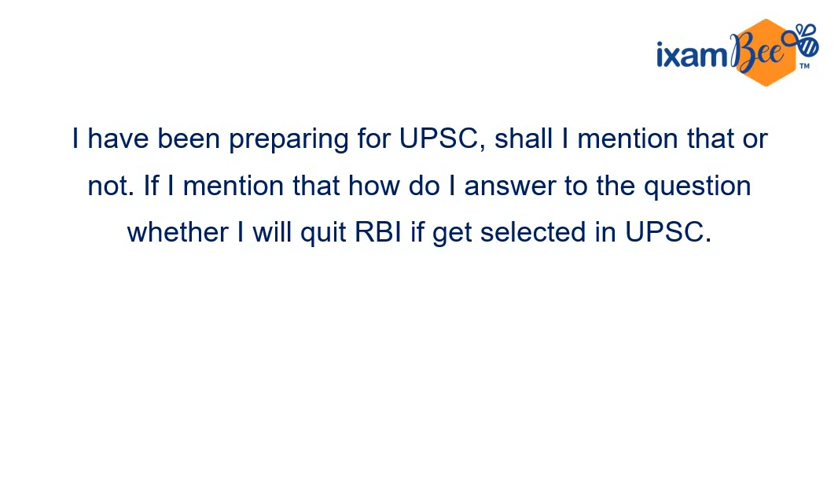 ixamBee
TM
I have been preparing for UPSC, shall I mention that or
not. If I mention that how do I answer to the question
whether I will quit RBI if get selected in UPSC.